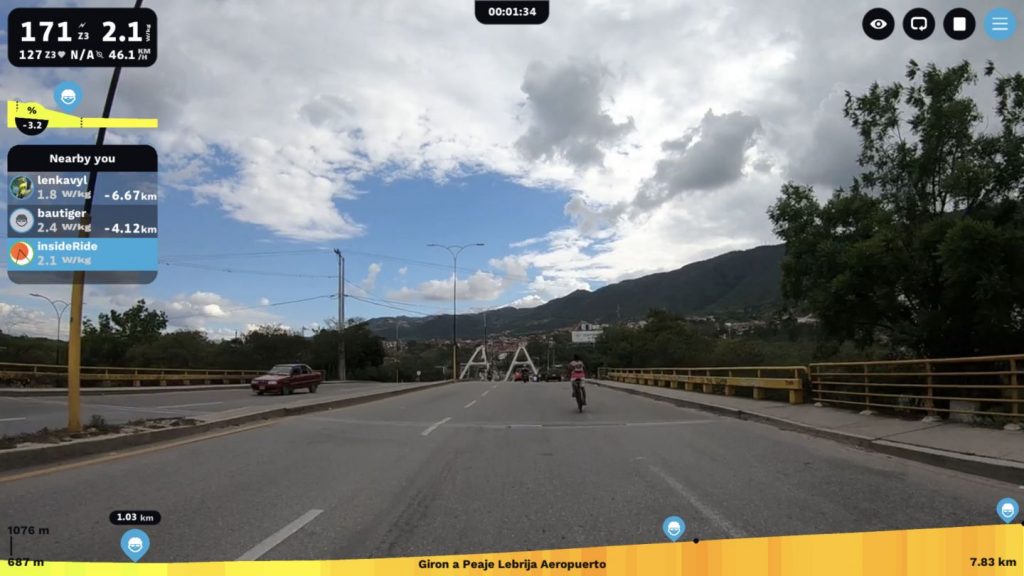 171 Z3 2.1 W/KG
127 Z3 N/A 46.1 KM/H
00:01:34
%
-3.2
Nearby you
lenkavyl
1.8 W/kg -6.67km
bautiger
2.4 W/kg -4.12km
insideRide
2.1 W/kg
1.03 km
1076 m
687 m
Giron a Peaje Lebrija Aeropuerto
7.83 km